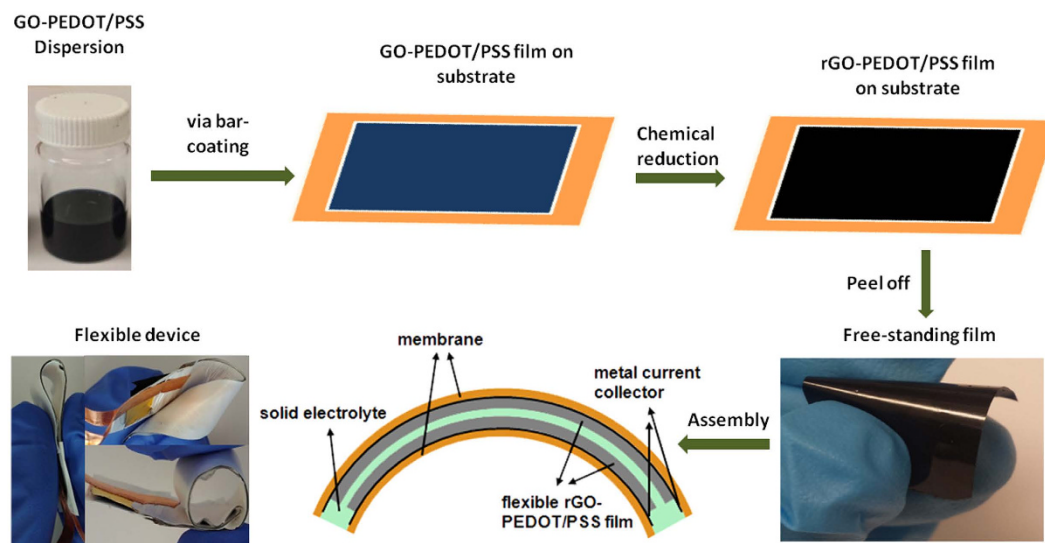 GO-PEDOT/PSS
Dispersion
via bar-
coating
GO-PEDOT/PSS film on
substrate
Chemical
reduction
rGO-PEDOT/PSS film
on substrate
Peel off
Free-standing film
Assembly
metal current
collector
membrane
solid electrolyte
flexible rGO-
PEDOT/PSS film
Flexible device